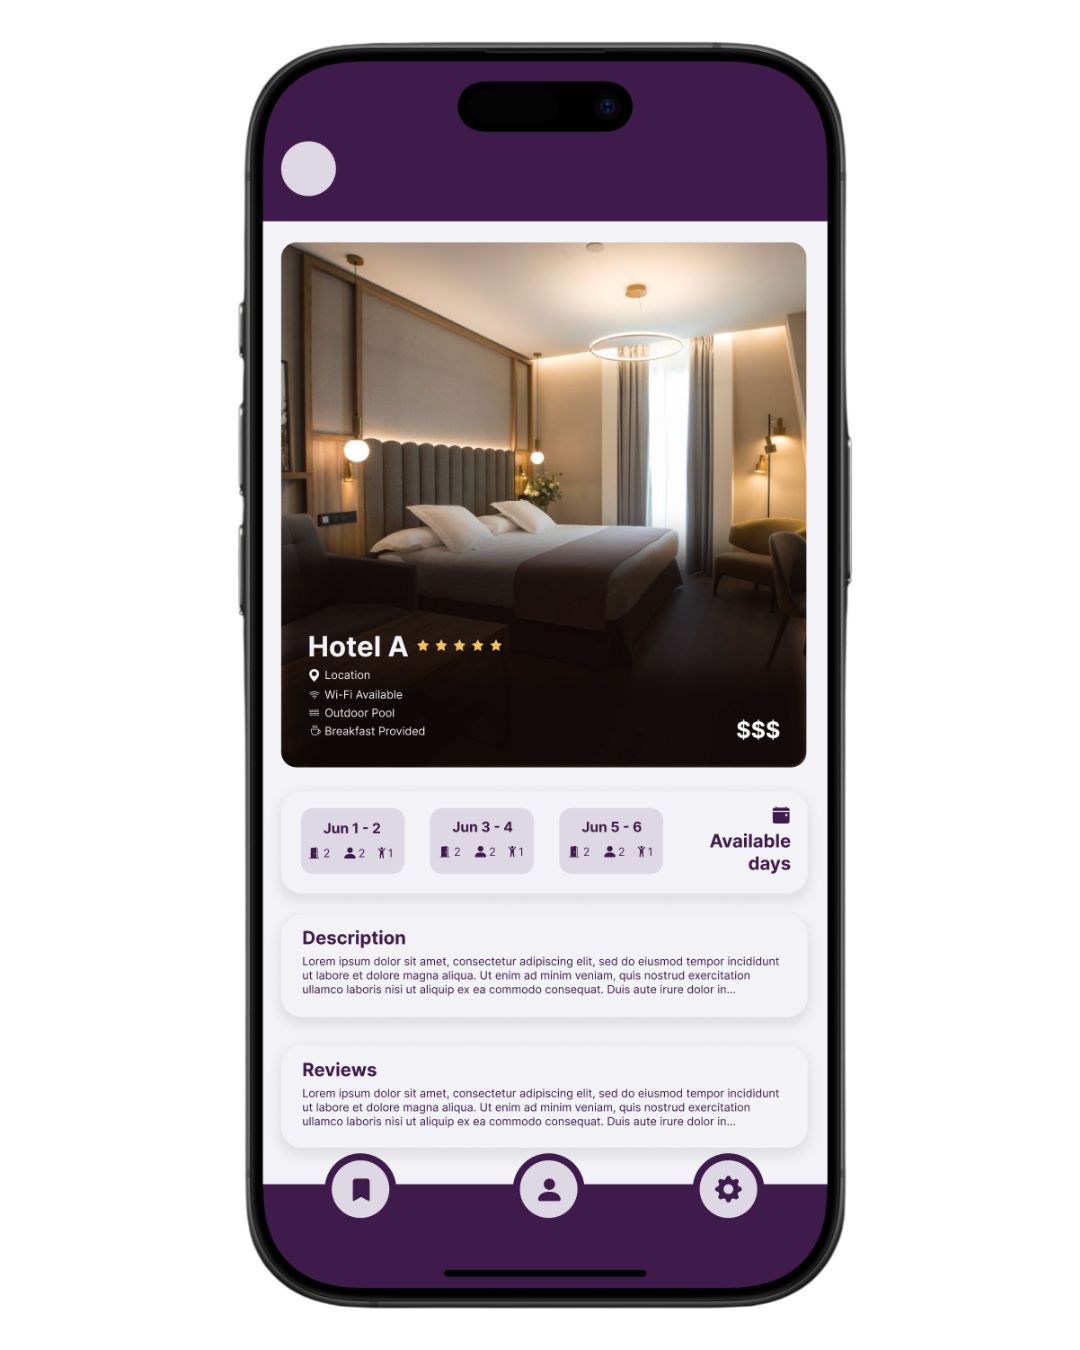 Hotel A
Location
Wi-Fi Available
Outdoor Pool
Breakfast Provided
$$$
Jun 1 - 2
2 2 1
Jun 3 - 4
2 2 1
Jun 5 - 6
2 2 1
Available
days
Description
Lorem ipsum dolor sit amet, consectetur adipiscing elit, sed do eiusmod tempor incididunt
ut labore et dolore magna aliqua. Ut enim ad minim veniam, quis nostrud exercitation
ullamco laboris nisi ut aliquip ex ea commodo consequat. Duis aute irure dolor in...
Reviews
Lorem ipsum dolor sit amet, consectetur adipiscing elit, sed do eiusmod tempor incididunt
ut labore et dolore magna aliqua. Ut enim ad minim veniam, quis nostrud exercitation
ullamco laboris nisi ut aliquip ex ea commodo consequat. Duis aute irure dolor in...